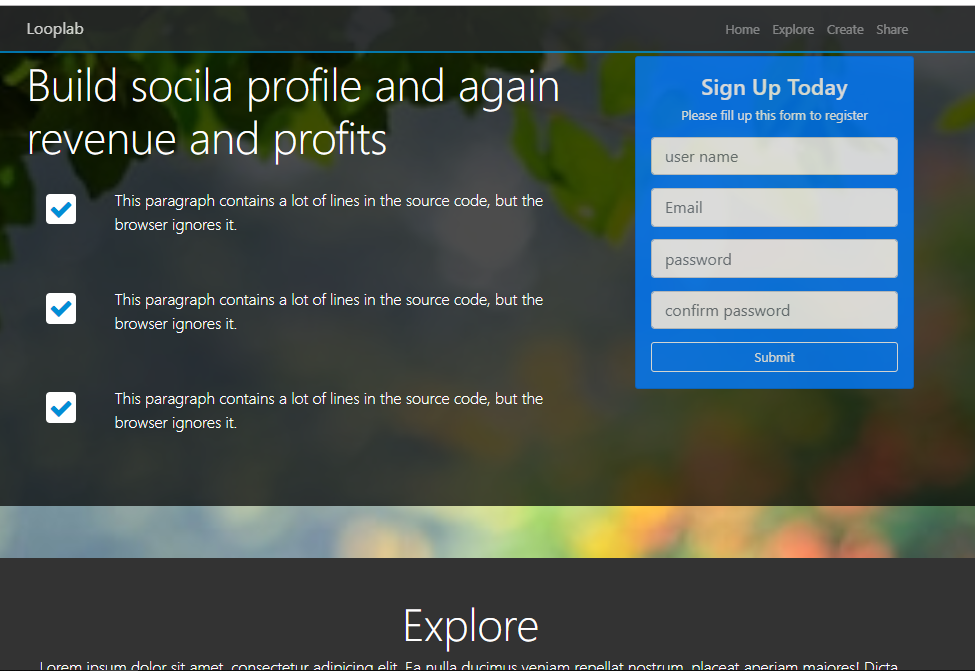 Looplab
Home Explore Create Share
Build socila profile and again
revenue and profits
This paragraph contains a lot of lines in the source code, but the
browser ignores it.
This paragraph contains a lot of lines in the source code, but the
browser ignores it.
This paragraph contains a lot of lines in the source code, but the
browser ignores it.
Sign Up Today
Please fill up this form to register
user name
Email
password
confirm password
Submit
Explore
Lorem ipsum dolor sit amet, consectetur adipicing elit. Ea nulla ducimus veniam repellat nostrum, placeat aperiam maiores! Dicta